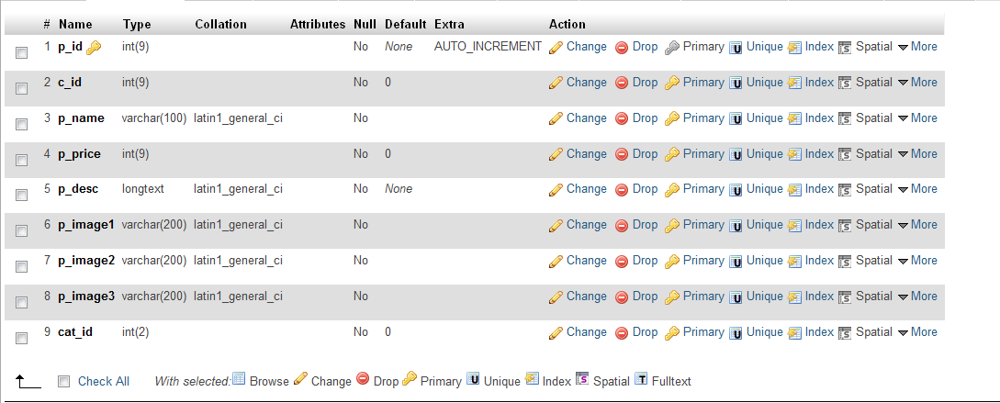 # Name Type Collation Attributes Null Default Extra Action
1 p_id int(9) No None AUTO_INCREMENT Change Drop Primary Unique Index Spatial More
2 c_id int(9) No 0 Change Drop Primary Unique Index Spatial More
3 p_name varchar(100) latin1_general_ci No Change Drop Primary Unique Index Spatial More
4 p_price int(9) No 0 Change Drop Primary Unique Index Spatial More
5 p_desc longtext latin1_general_ci No None Change Drop Primary Unique Index Spatial More
6 p_image1 varchar(200) latin1_general_ci No Change Drop Primary Unique Index Spatial More
7 p_image2 varchar(200) latin1_general_ci No Change Drop Primary Unique Index Spatial More
8 p_image3 varchar(200) latin1_general_ci No Change Drop Primary Unique Index Spatial More
9 cat_id int(2) No 0 Change Drop Primary Unique Index Spatial More
Check All With selected: Browse Change Drop Primary Unique Index Spatial Fulltext